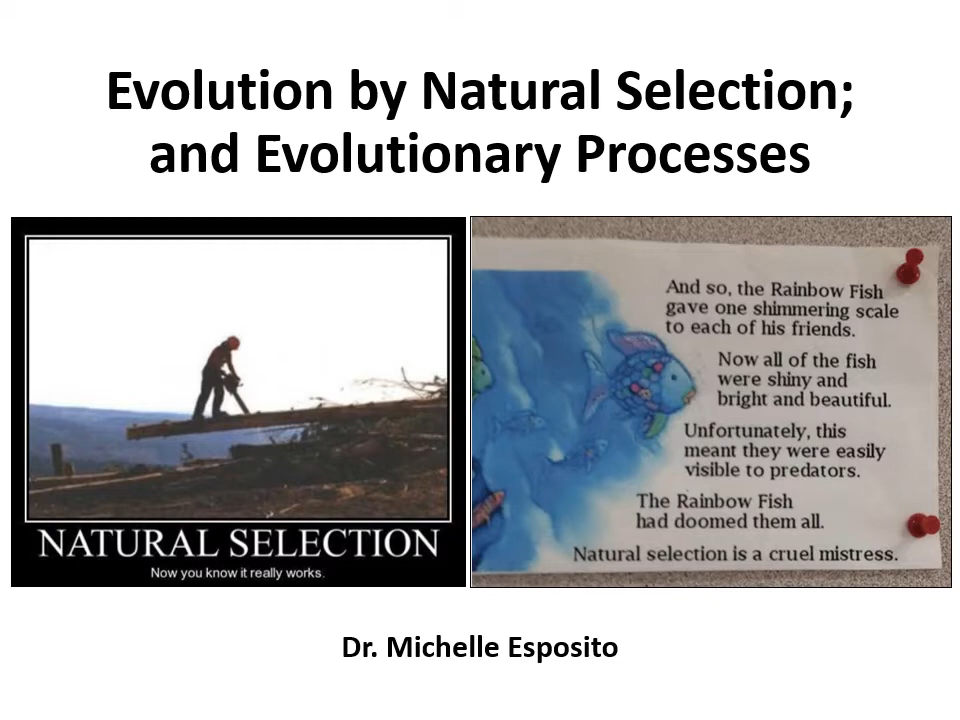 Evolution by Natural Selection;
and Evolutionary Processes
NATURAL SELECTION
Now you know it really works.
And so, the Rainbow Fish
gave one shimmering scale
to each of his friends.
Now all of the fish
were shiny and
bright and beautiful.
Unfortunately, this
meant they were easily
visible to predators.
The Rainbow Fish
had doomed them all.
Natural selection is a cruel mistress.
Dr. Michelle Esposito